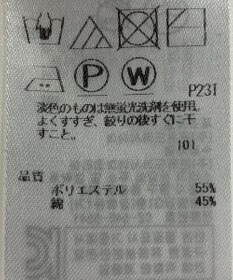 P
W
P23I
淡色のものは無蛍光洗剤を使用。
よくすすぎ、絞りの後すぐに干
すこと。
101
品質
ポリエステル 55%
綿 45%